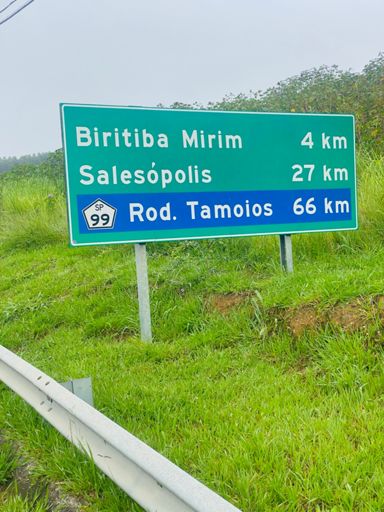 Biritiba Mirim 4 km
Salesópolis 27 km
SP 99 Rod. Tamoios 66 km